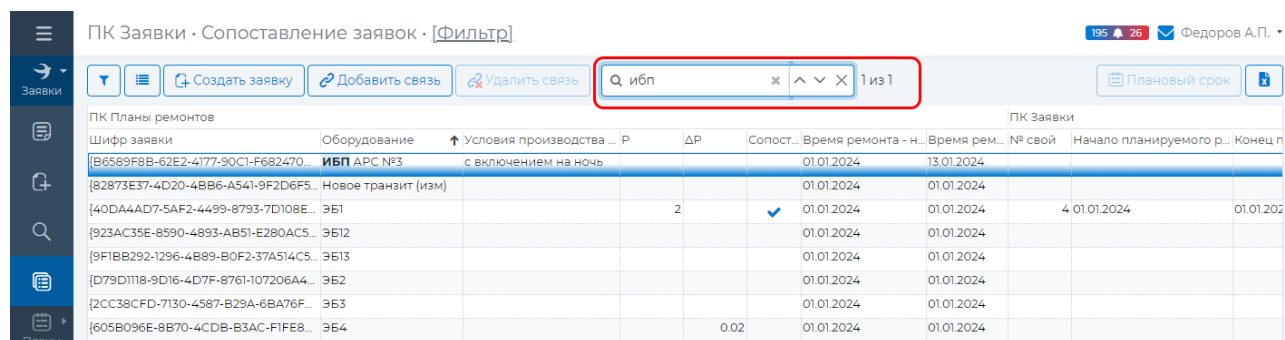 ПК Заявки · Сопоставление заявок · [Фильтр]
195 26 Федоров А.П.
Заявки
Создать заявку Добавить связь Удалить связь ибп 1 из 1 Плановый срок
ПК Планы ремонтов ПК Заявки
Шифр заявки Оборудование Условия производства ... P ΔP Сопост... Время ремонта - н... Время рем... № свой Начало планируемого р... Конец п
{B6589F8B-62E2-4177-90C1-F682470... ИБП АРС №3 с включением на ночь 01.01.2024 13.01.2024
{82873E37-4D20-4BB6-A541-9F2D6F5... Новое транзит (изм) 01.01.2024 01.01.2024
{40DA4AD7-5AF2-4499-8793-7D108E... ЭБ1 2 01.01.2024 01.01.2024 4 01.01.2024 01.01.202
{923AC35E-8590-4893-AB51-E280AC5... ЭБ12 01.01.2024 01.01.2024
{9F1BB292-1296-4B89-B0F2-37A514C5... ЭБ13 01.01.2024 01.01.2024
{D79D1118-9D16-4D7F-8761-107206A4... ЭБ2 01.01.2024 01.01.2024
{2CC38CFD-7130-4587-B29A-6BA76F... ЭБ3 01.01.2024 01.01.2024
{605B096E-8B70-4CDB-B3AC-F1FE8... ЭБ4 0.02 01.01.2024 01.01.2024